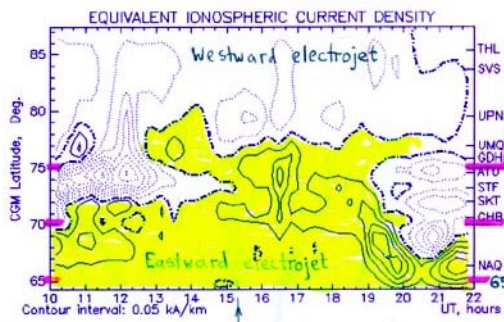 EQUIVALENT IONOSPHERIC CURRENT DENSITY
Westward electrojet
Eastward electrojet
CGM Latitude, Deg.
85
80
75
70
65
THL
SVS
UPN
UMQ
GDH
ATU
STF
SKT
CHB
NAQ
65
10 11 12 13 14 15 16 17 18 19 20 21 22
Contour interval: 0.05 kA/km
UT, hours